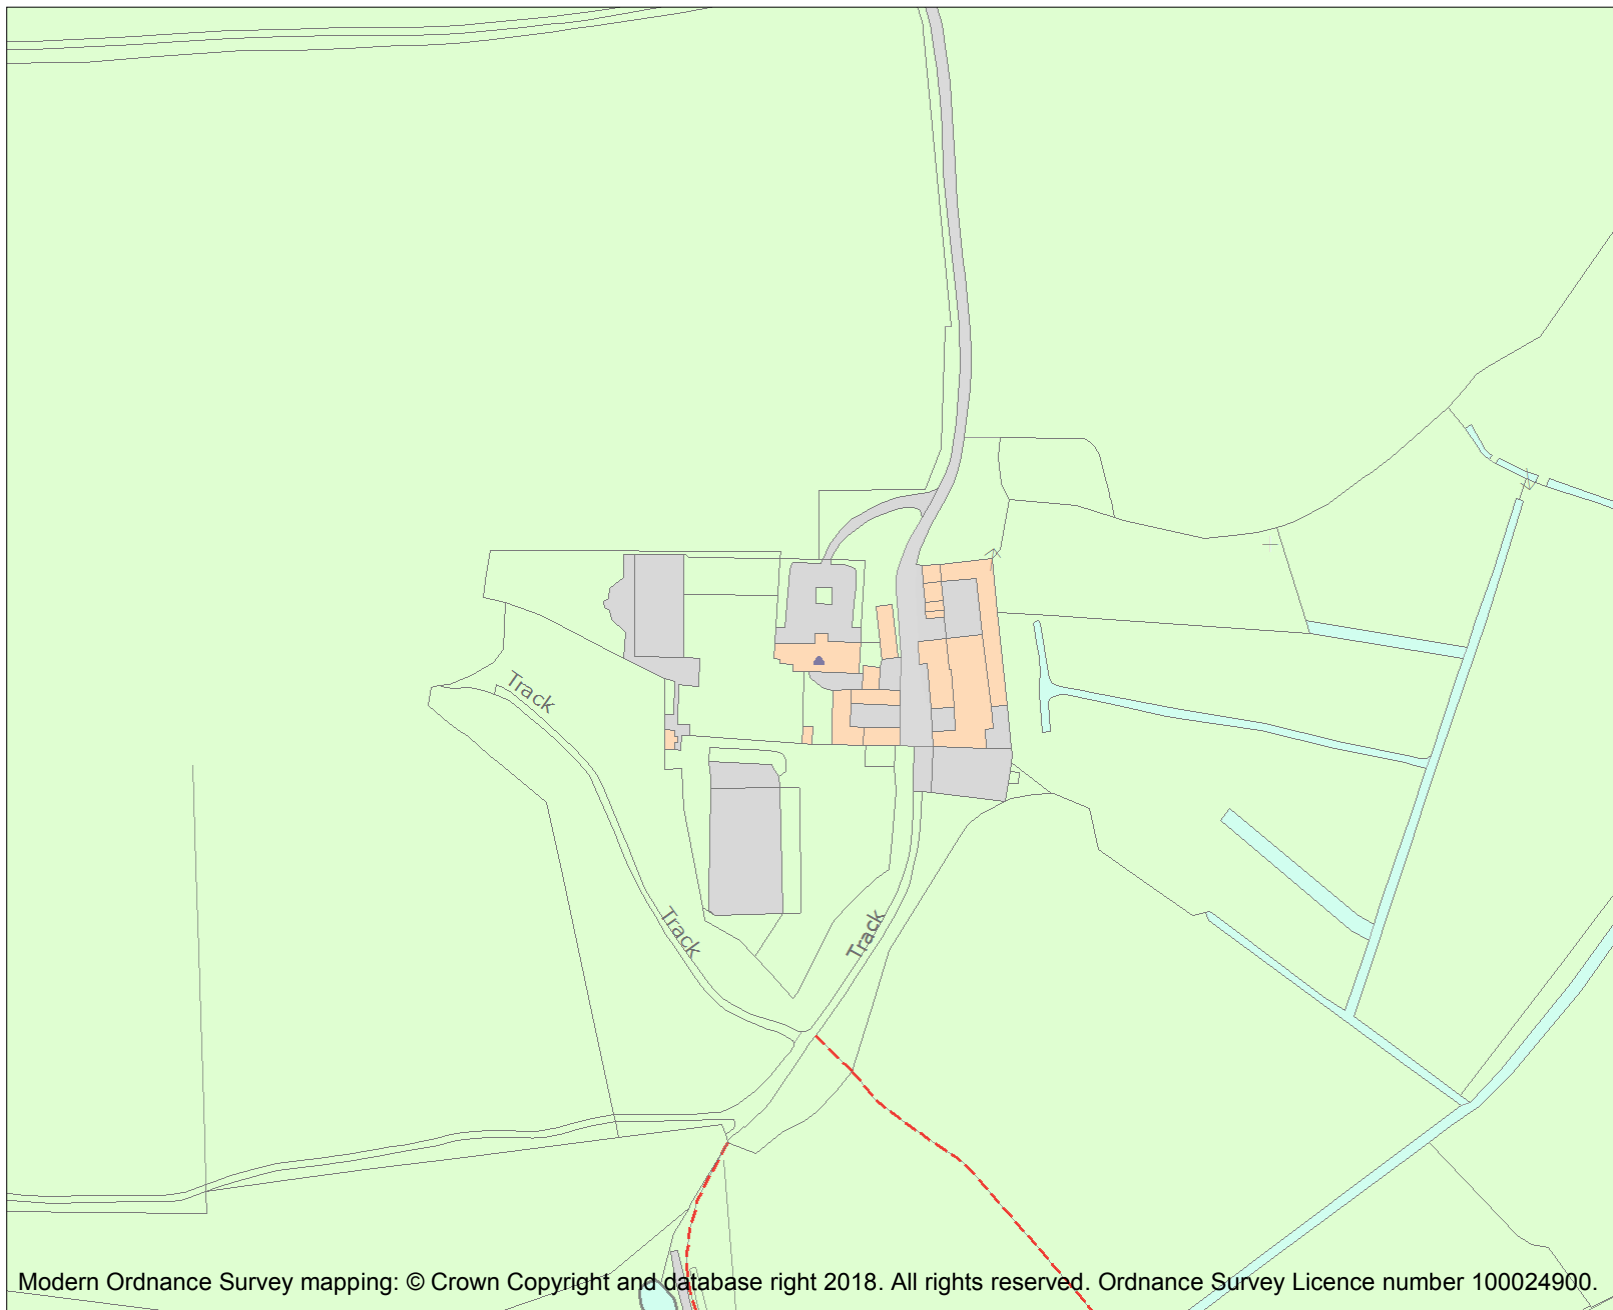 Track
Track
Track
Modern Ordnance Survey mapping: © Crown Copyright and database right 2018. All rights reserved. Ordnance Survey Licence number 100024900.